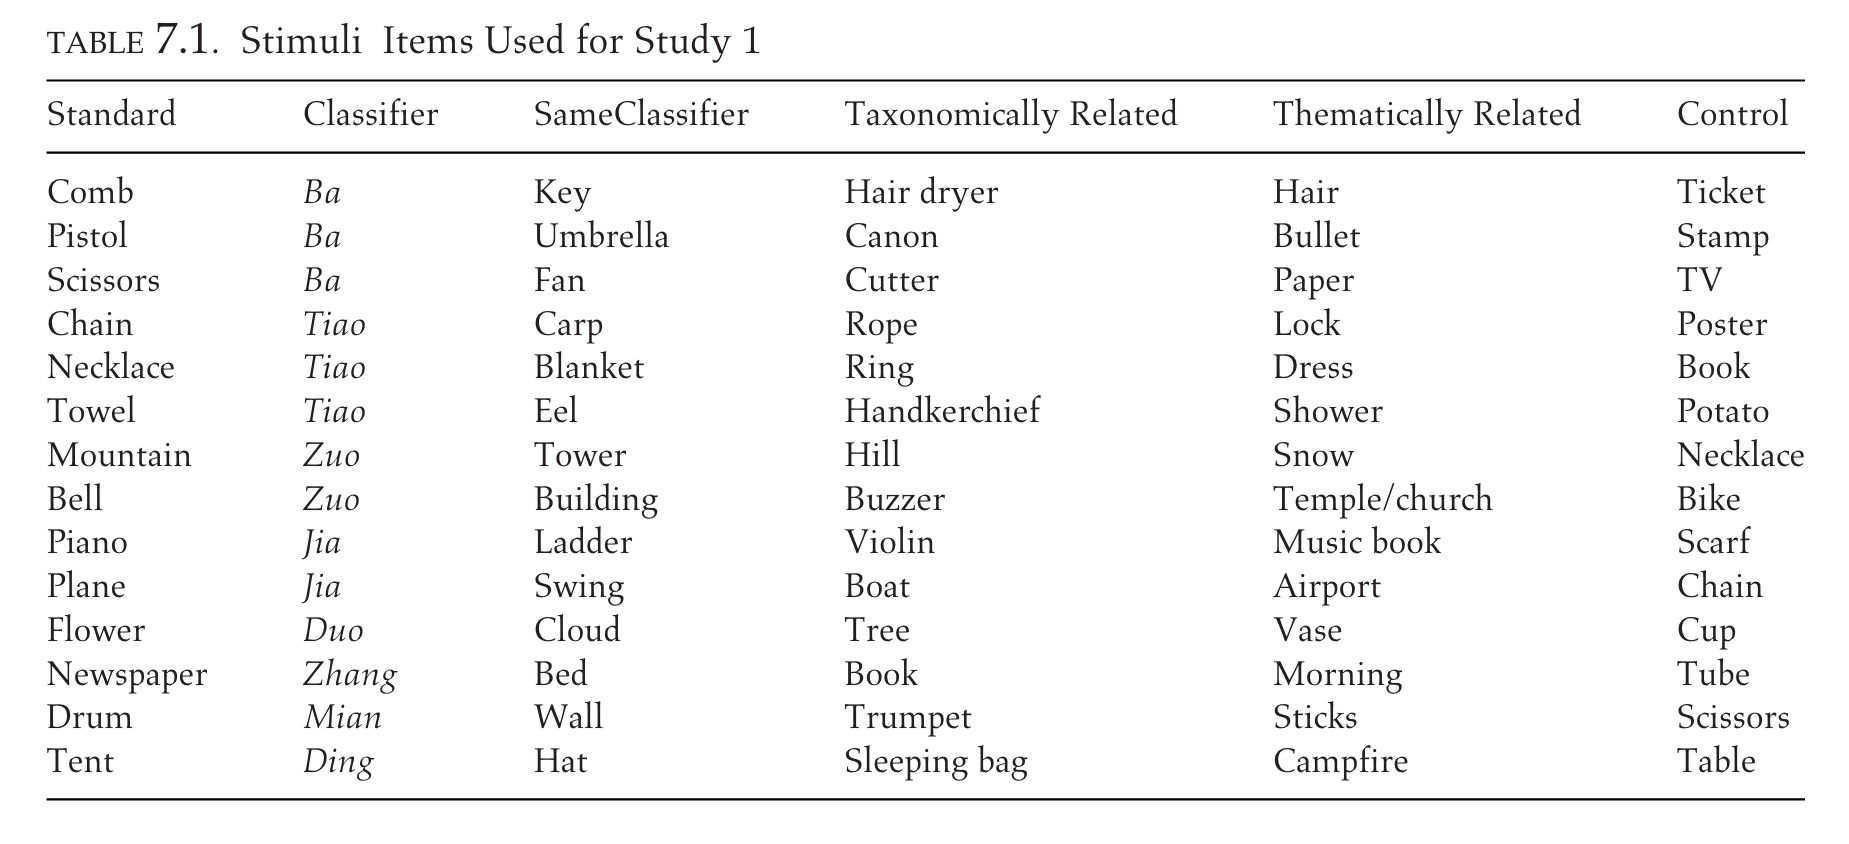 TABLE 7.1. Stimuli Items Used for Study 1
Standard Classifier SameClassifier Taxonomically Related Thematically Related Control
Comb Ba Key Hair dryer Hair Ticket
Pistol Ba Umbrella Canon Bullet Stamp
Scissors Ba Fan Cutter Paper TV
Chain Tiao Carp Rope Lock Poster
Necklace Tiao Blanket Ring Dress Book
Towel Tiao Eel Handkerchief Shower Potato
Mountain Zuo Tower Hill Snow Necklace
Bell Zuo Building Buzzer Temple/church Bike
Piano Jia Ladder Violin Music book Scarf
Plane Jia Swing Boat Airport Chain
Flower Duo Cloud Tree Vase Cup
Newspaper Zhang Bed Book Morning Tube
Drum Mian Wall Trumpet Sticks Scissors
Tent Ding Hat Sleeping bag Campfire Table